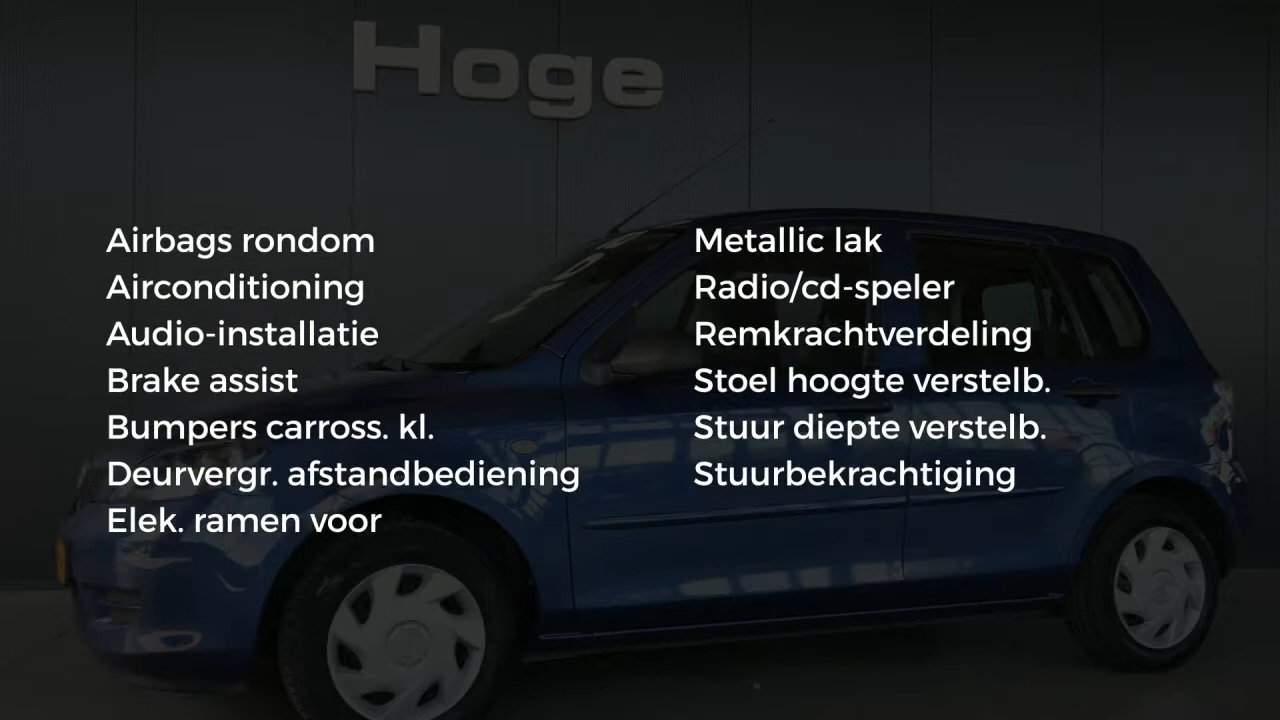 Hoge
Airbags rondom
Airconditioning
Audio-installatie
Brake assist
Bumpers carross. kl.
Deurvergr. afstandbediening
Elek. ramen voor
Metallic lak
Radio/cd-speler
Remkrachtverdeling
Stoel hoogte verstelb.
Stuur diepte verstelb.
Stuurbekrachtiging